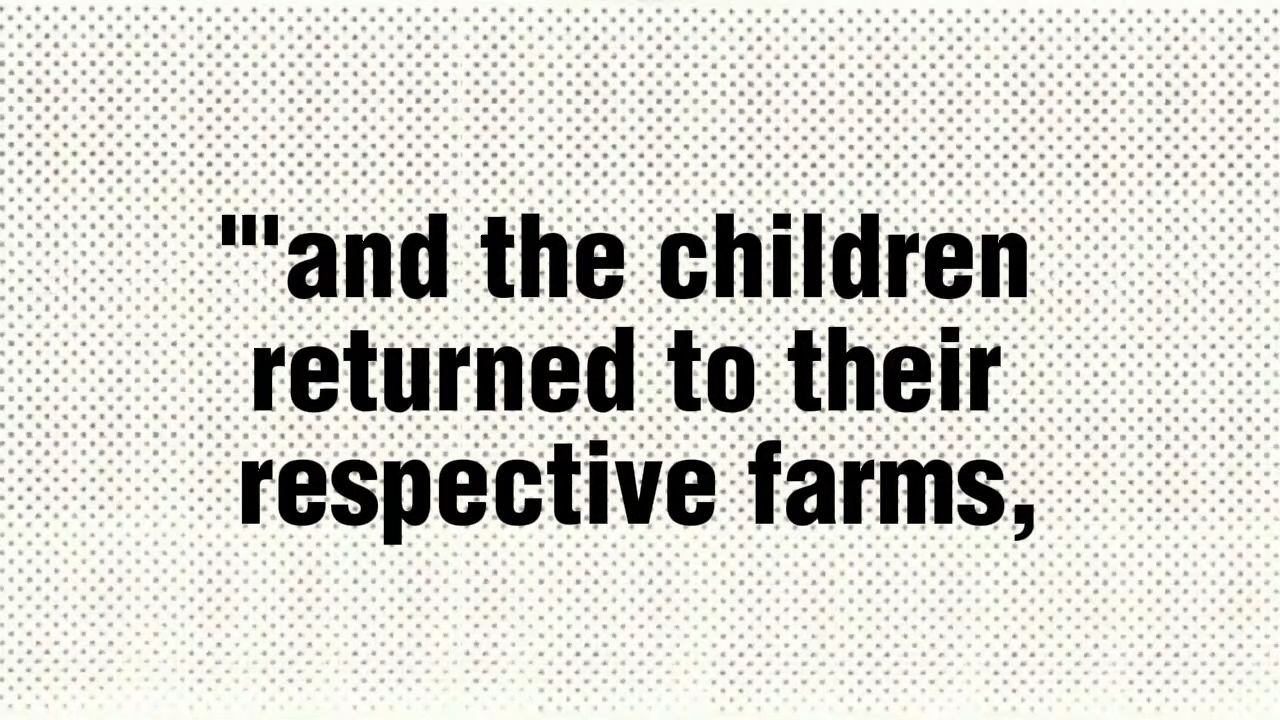 "'and the children
returned to their
respective farms,